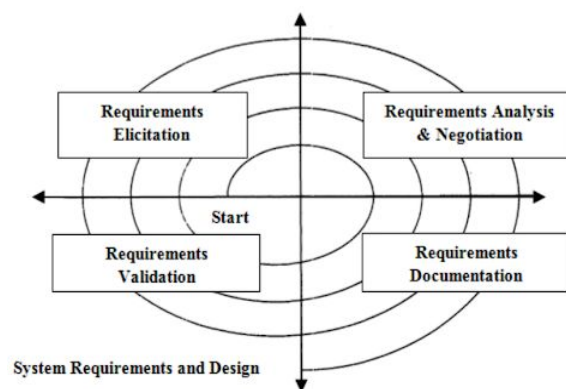 Requirements
Elicitation
Requirements Analysis
& Negotiation
Start
Requirements
Validation
Requirements
Documentation
System Requirements and Design